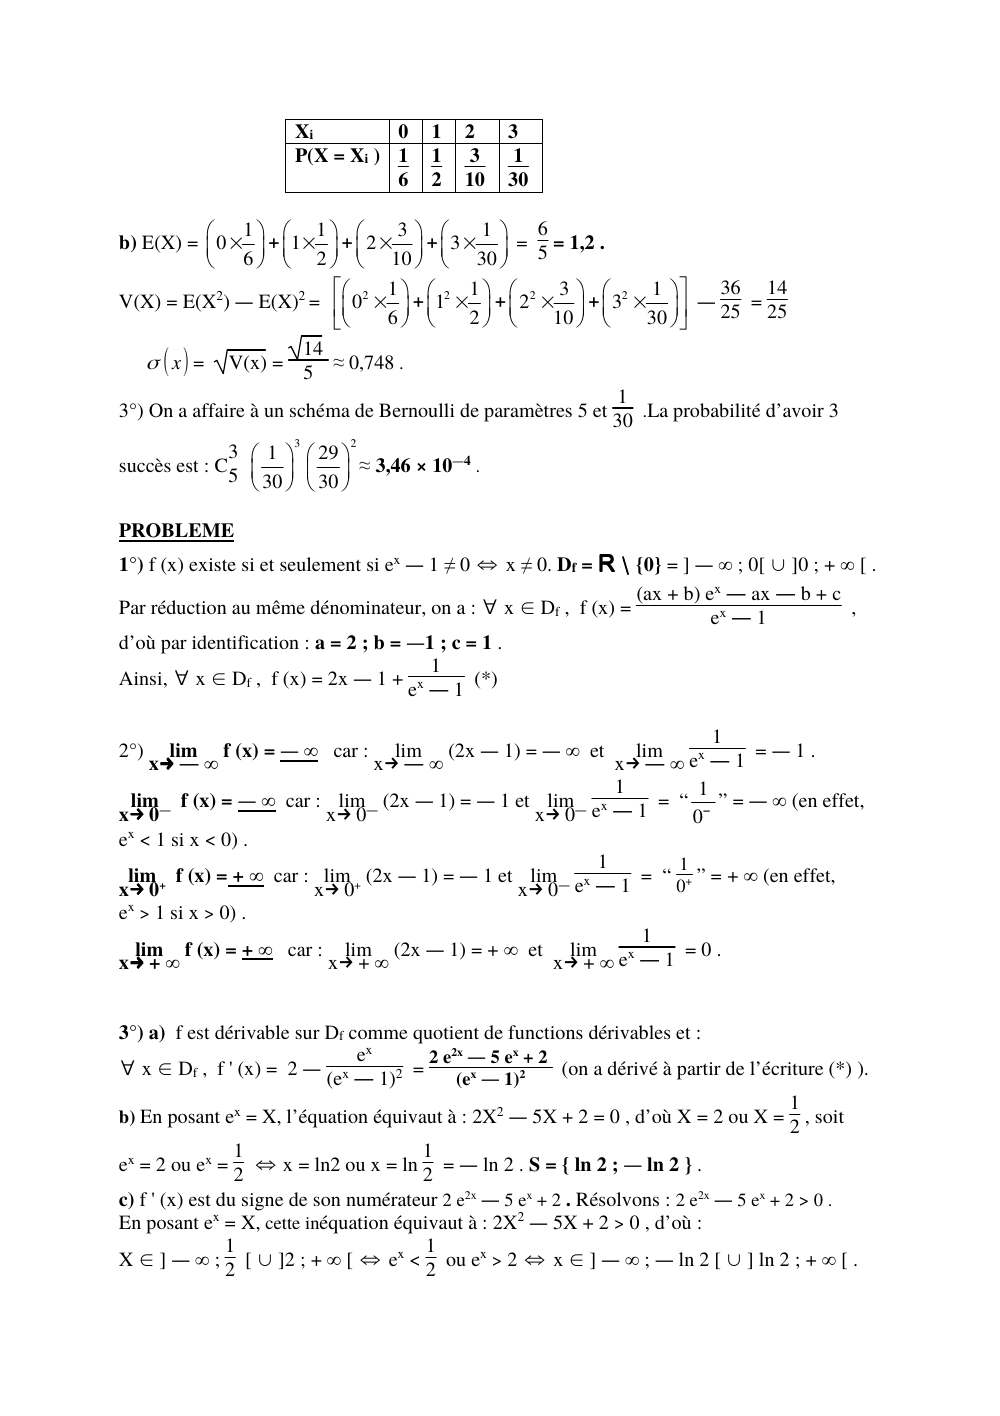 Xi 0 1 2 3
P(X = Xi ) 1/6 1/2 3/10 1/30
b) E(X) = (0 × 1/6) + (1 × 1/2) + (2 × 3/10) + (3 × 1/30) = 6/5 = 1,2 .
V(X) = E(X²) — E(X)² = [(0² × 1/6) + (1² × 1/2) + (2² × 3/10) + (3² × 1/30)] — 36/25 = 14/25
σ(x) = √V(x) = √14/5 ≈ 0,748 .
3°) On a affaire à un schéma de Bernoulli de paramètres 5 et 1/30 .La probabilité d’avoir 3
succès est : C₅³ (1/30)³ (29/30)² ≈ 3,46 × 10⁻⁴ .
PROBLEME
1°) f (x) existe si et seulement si eˣ — 1 ≠ 0 ⇔ x ≠ 0. Df = R \ {0} = ] — ∞ ; 0[ ∪ ]0 ; + ∞ [ .
Par réduction au même dénominateur, on a : ∀ x ∈ Df , f (x) = ((ax + b) eˣ — ax — b + c)/(eˣ — 1) ,
d’où par identification : a = 2 ; b = —1 ; c = 1 .
Ainsi, ∀ x ∈ Df , f (x) = 2x — 1 + 1/(eˣ — 1) (*)
2°) lim x→ — ∞ f (x) = — ∞ car : lim x→ — ∞ (2x — 1) = — ∞ et lim x→ — ∞ 1/(eˣ — 1) = — 1 .
lim x→ 0— f (x) = — ∞ car : lim x→ 0— (2x — 1) = — 1 et lim x→ 0— 1/(eˣ — 1) = “ 1/0⁻ ” = — ∞ (en effet,
eˣ < 1 si x < 0) .
lim x→ 0⁺ f (x) = + ∞ car : lim x→ 0⁺ (2x — 1) = — 1 et lim x→ 0— 1/(eˣ — 1) = “ 1/0⁺ ” = + ∞ (en effet,
eˣ > 1 si x > 0) .
lim x→ + ∞ f (x) = + ∞ car : lim x→ + ∞ (2x — 1) = + ∞ et lim x→ + ∞ 1/(eˣ — 1) = 0 .
3°) a) f est dérivable sur Df comme quotient de functions dérivables et :
∀ x ∈ Df , f ' (x) = 2 — eˣ/(eˣ — 1)² = (2 e²ˣ — 5 eˣ + 2)/(eˣ — 1)² (on a dérivé à partir de l’écriture (*) ).
b) En posant eˣ = X, l’équation équivaut à : 2X² — 5X + 2 = 0 , d’où X = 2 ou X = 1/2 , soit
eˣ = 2 ou eˣ = 1/2 ⇔ x = ln2 ou x = ln 1/2 = — ln 2 . S = { ln 2 ; — ln 2 } .
c) f ' (x) est du signe de son numérateur 2 e²ˣ — 5 eˣ + 2 . Résolvons : 2 e²ˣ — 5 eˣ + 2 > 0 .
En posant eˣ = X, cette inéquation équivaut à : 2X² — 5X + 2 > 0 , d’où :
X ∈ ] — ∞ ; 1/2 [ ∪ ]2 ; + ∞ [ ⇔ eˣ < 1/2 ou eˣ > 2 ⇔ x ∈ ] — ∞ ; — ln 2 [ ∪ ] ln 2 ; + ∞ [ .